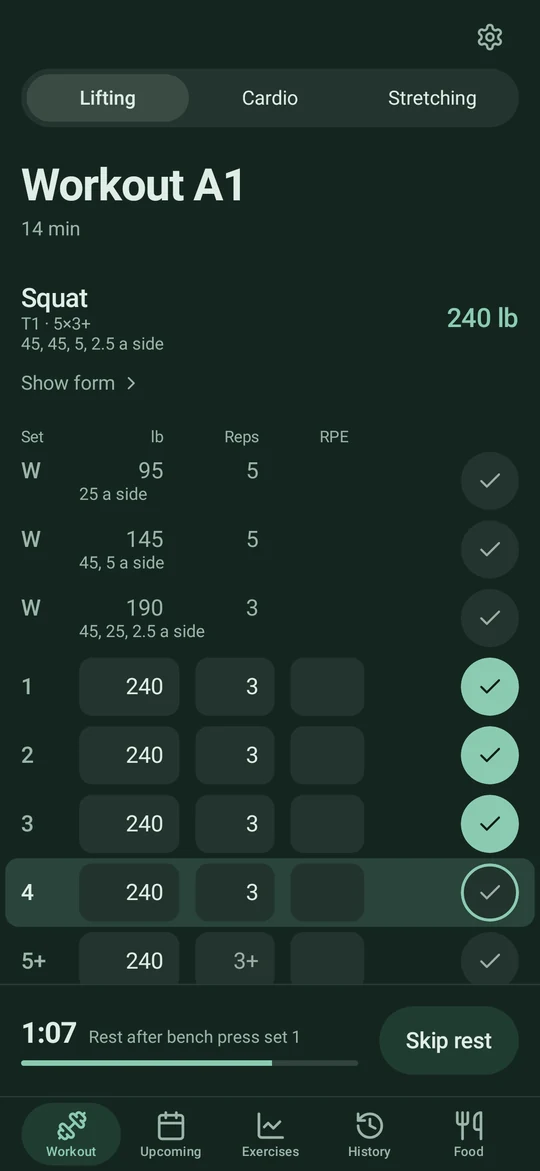 Lifting Cardio Stretching
Workout A1
14 min
Squat
T1 · 5×3+
45, 45, 5, 2.5 a side
240 lb
Show form
Set lb Reps RPE
W 95 5
25 a side
W 145 5
45, 5 a side
W 190 3
45, 25, 2.5 a side
1 240 3
2 240 3
3 240 3
4 240 3
5+ 240 3+
1:07 Rest after bench press set 1
Skip rest
Workout Upcoming Exercises History Food